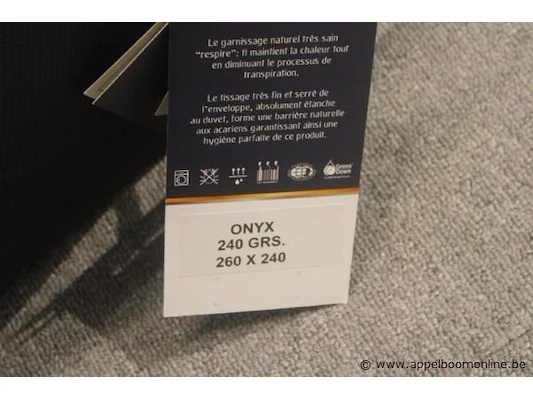 Le garnissage naturel très sain
"respire": il maintient la chaleur tout
en diminuant le processus de
transpiration.
Le tissage très fin et serré de
l'enveloppe, absolument étanche
au duvet, forme une barrière naturelle
aux acariens garantissant ainsi une
hygiène parfaite de ce produit.
Green
Down
ONYX
240 GRS.
260 X 240
© www.appelboomonline.be